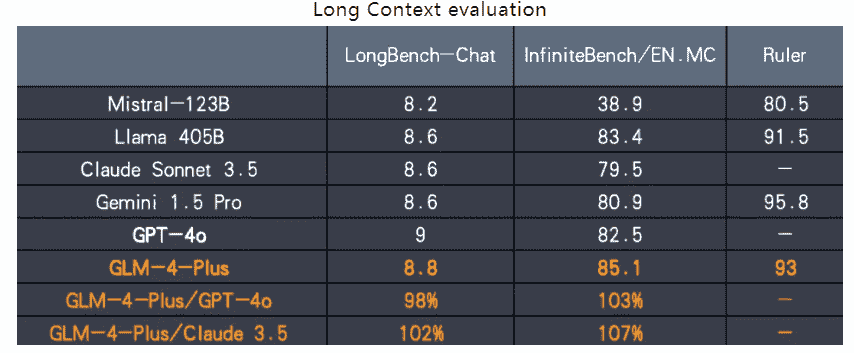 Long Context evaluation
LongBench-Chat InfiniteBench/EN.MC Ruler
Mistral-123B 8.2 38.9 80.5
Llama 405B 8.6 83.4 91.5
Claude Sonnet 3.5 8.6 79.5 —
Gemini 1.5 Pro 8.6 80.9 95.8
GPT-4o 9 82.5 —
GLM-4-Plus 8.8 85.1 93
GLM-4-Plus/GPT-4o 98% 103% —
GLM-4-Plus/Claude 3.5 102% 107% —